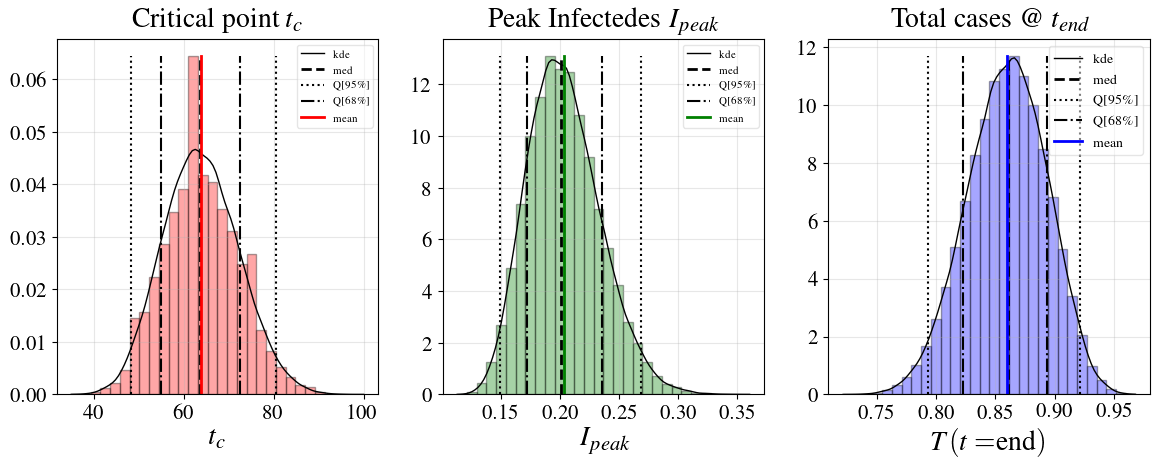 Critical point t_c
0.06
0.05
0.04
0.03
0.02
0.01
0.00
40 60 80 100
t_c
kde
med
Q[95%]
Q[68%]
mean
Peak Infectedes I_peak
12
10
8
6
4
2
0
0.15 0.20 0.25 0.30 0.35
I_peak
kde
med
Q[95%]
Q[68%]
mean
Total cases @ t_end
12
10
8
6
4
2
0
0.75 0.80 0.85 0.90 0.95
T (t =end)
kde
med
Q[95%]
Q[68%]
mean